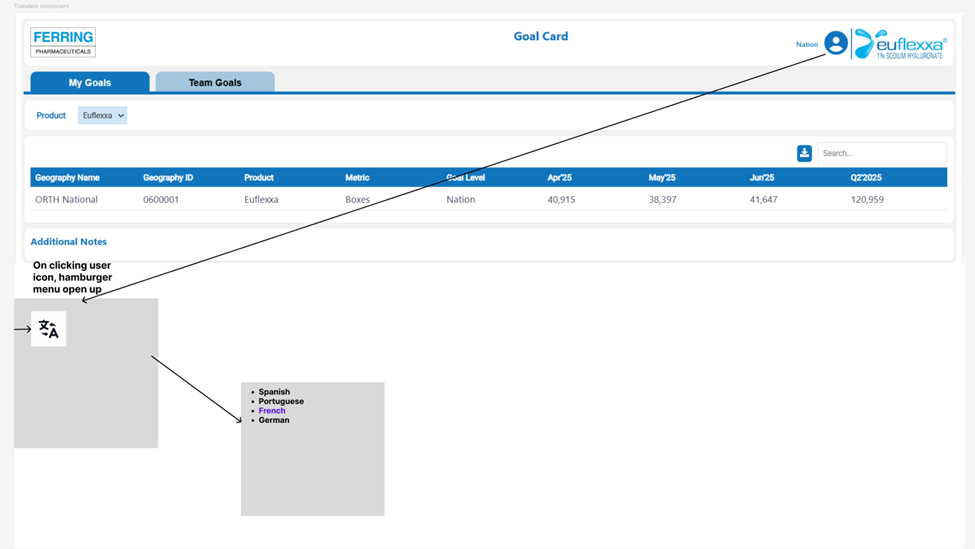 Translate component
FERRING
PHARMACEUTICALS
Goal Card
Nation
euflexxa®
1% SODIUM HYALURONATE
My Goals
Team Goals
Product
Euflexxa
Search...
Geography Name Geography ID Product Metric Goal Level Apr'25 May'25 Jun'25 Q2'2025
ORTH National 0600001 Euflexxa Boxes Nation 40,915 38,397 41,647 120,959
Additional Notes
On clicking user
icon, hamburger
menu open up
文A
• Spanish
• Portuguese
• French
• German